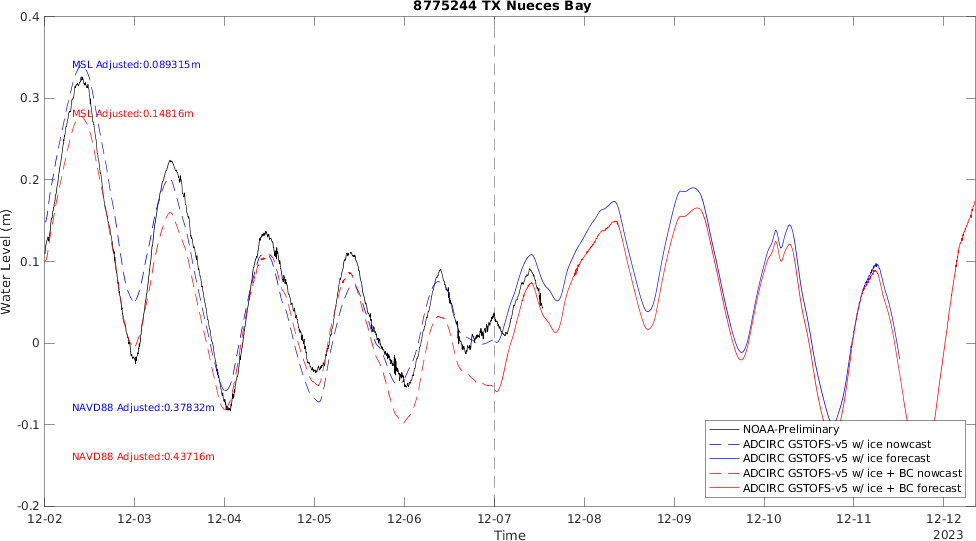 8775244 TX Nueces Bay
0.4
0.3
0.2
0.1
0
-0.1
-0.2
Water Level (m)
MSL Adjusted:0.089315m
MSL Adjusted:0.14816m
NAVD88 Adjusted:0.37832m
NAVD88 Adjusted:0.43716m
NOAA-Preliminary
ADCIRC GSTOFS-v5 w/ ice nowcast
ADCIRC GSTOFS-v5 w/ ice forecast
ADCIRC GSTOFS-v5 w/ ice + BC nowcast
ADCIRC GSTOFS-v5 w/ ice + BC forecast
12-02 12-03 12-04 12-05 12-06 12-07 12-08 12-09 12-10 12-11 12-12
2023
Time